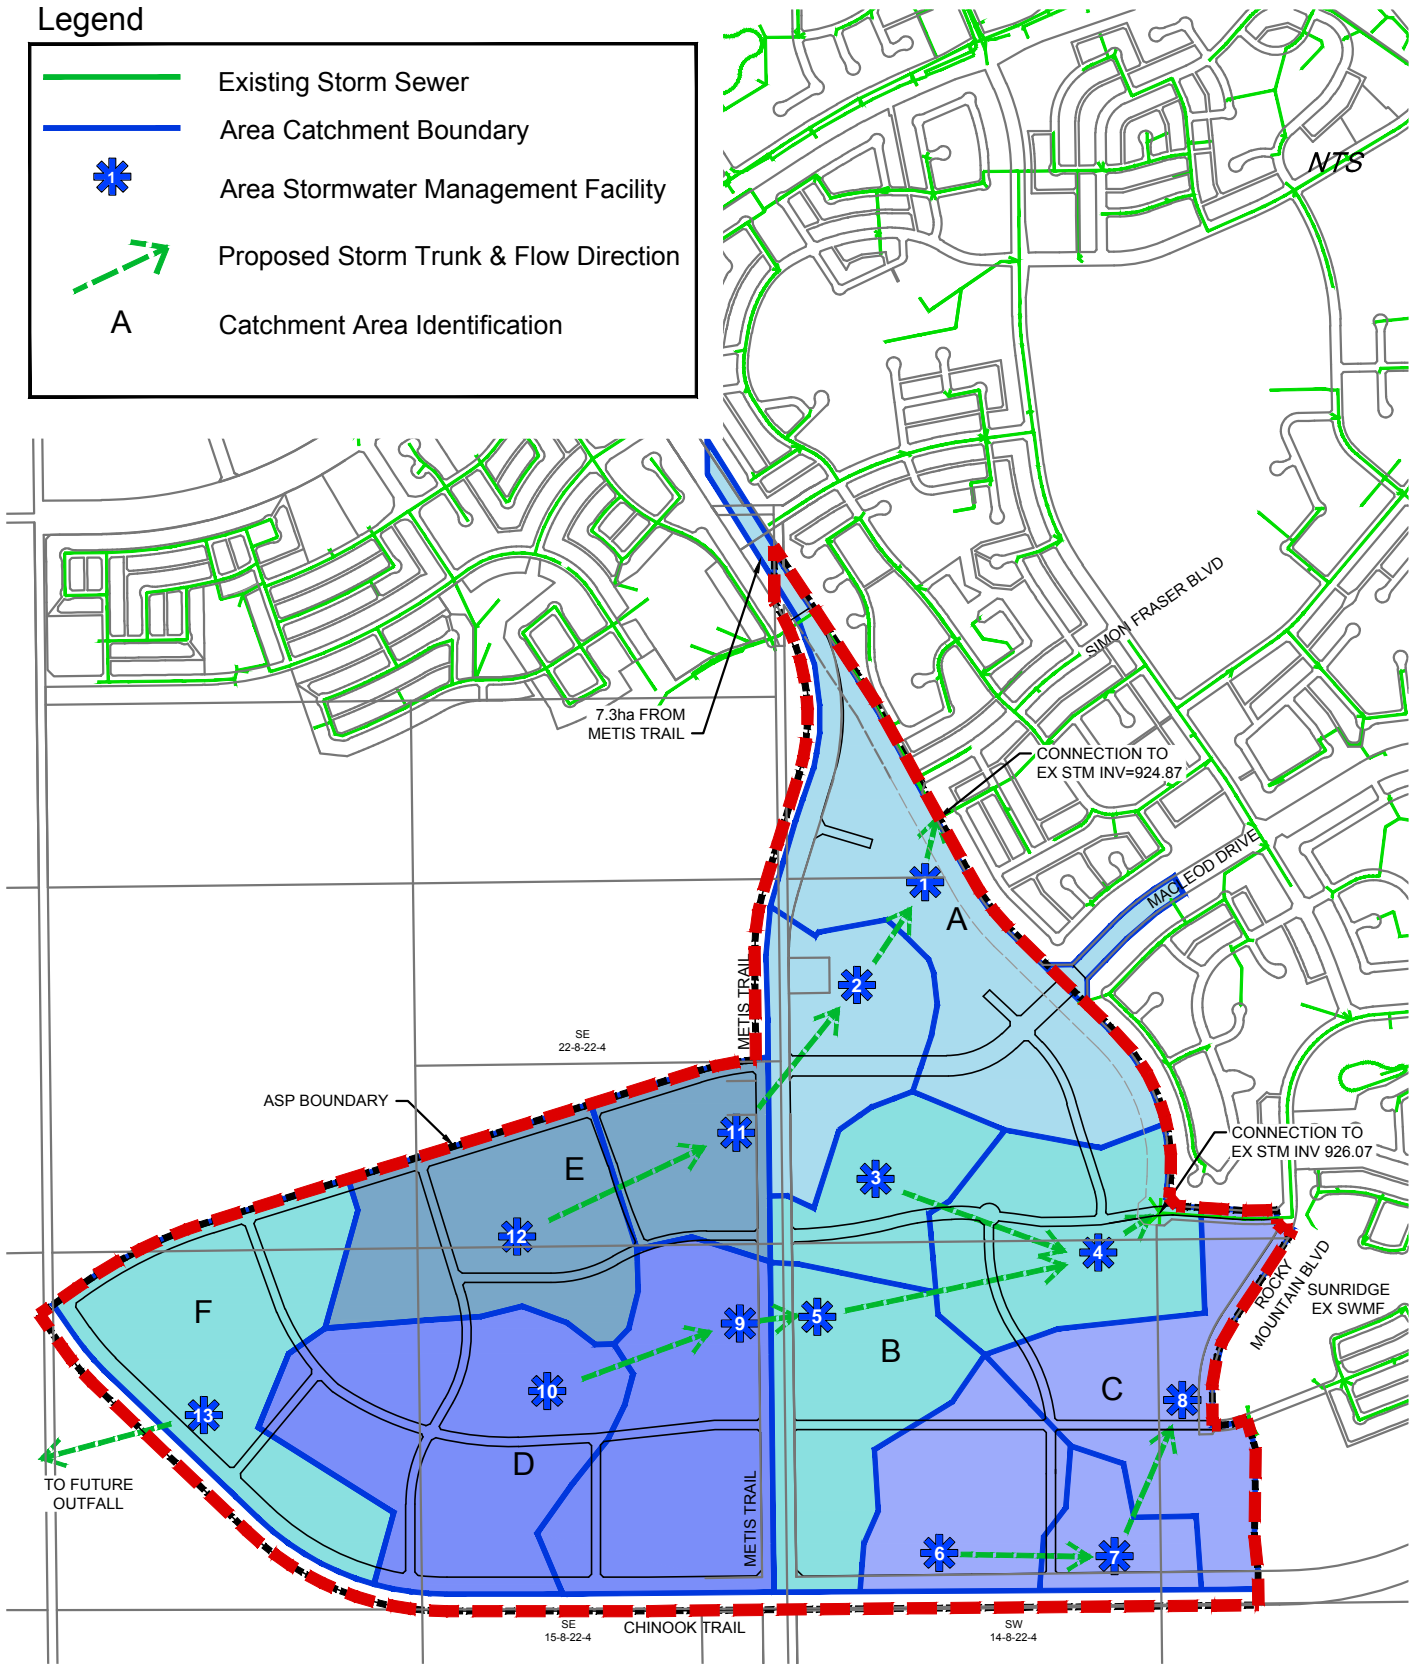 Legend
Existing Storm Sewer
Area Catchment Boundary
1
Area Stormwater Management Facility
Proposed Storm Trunk & Flow Direction
A
Catchment Area Identification
NTS
SIMON FRASER BLVD
7.3ha FROM
METIS TRAIL
CONNECTION TO
EX STM INV=924.87
MACLEOD DRIVE
1
A
METIS TRAIL
2
SE
22-8-22-4
ASP BOUNDARY
11
CONNECTION TO
EX STM INV 926.07
E
3
12
4
ROCKY
MOUNTAIN BLVD
SUNRIDGE
EX SWMF
F
9
5
B
10
C
8
13
D
TO FUTURE
OUTFALL
METIS TRAIL
6
7
SE
15-8-22-4
CHINOOK TRAIL
SW
14-8-22-4